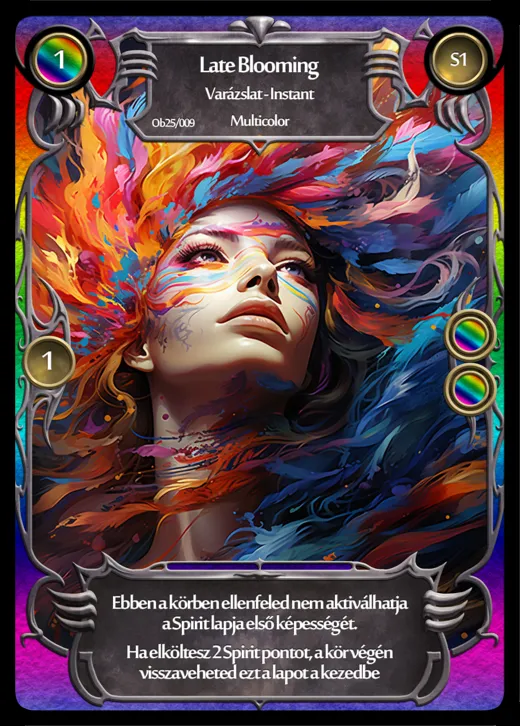 1
S1
Late Blooming
Varázslat - Instant
Ob25/009
Multicolor
1
Ebben a körben ellenfeled nem aktiválhatja
a Spirit lapja első képességét.
Ha elköltesz 2 Spirit pontot, a kör végén
visszaveheted ezt a lapot a kezedbe